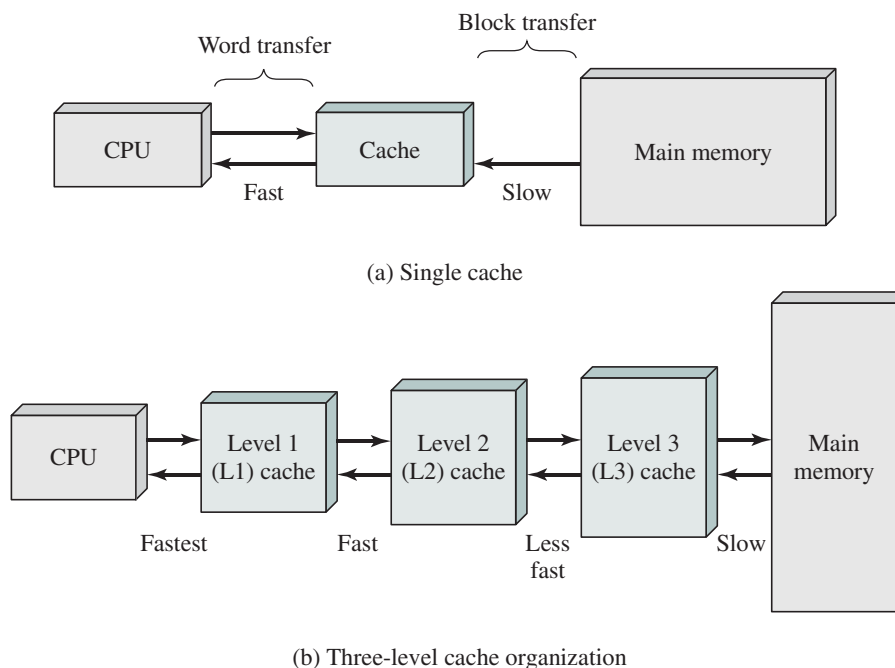 Block transfer
Word transfer
CPU
Cache
Main memory
Fast
Slow
(a) Single cache
CPU
Level 1
(L1) cache
Level 2
(L2) cache
Level 3
(L3) cache
Main
memory
Fastest
Fast
Less
fast
Slow
(b) Three-level cache organization